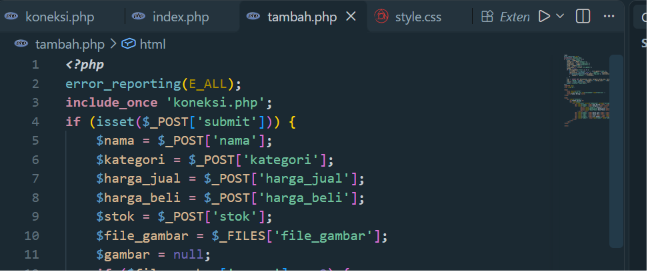 koneksi.php
index.php
tambah.php
style.css
Exten
tambah.php > html
1 <?php
2 error_reporting(E_ALL);
3 include_once 'koneksi.php';
4 if (isset($_POST['submit'])) {
5 $nama = $_POST['nama'];
6 $kategori = $_POST['kategori'];
7 $harga_jual = $_POST['harga_jual'];
8 $harga_beli = $_POST['harga_beli'];
9 $stok = $_POST['stok'];
10 $file_gambar = $_FILES['file_gambar'];
11 $gambar = null;